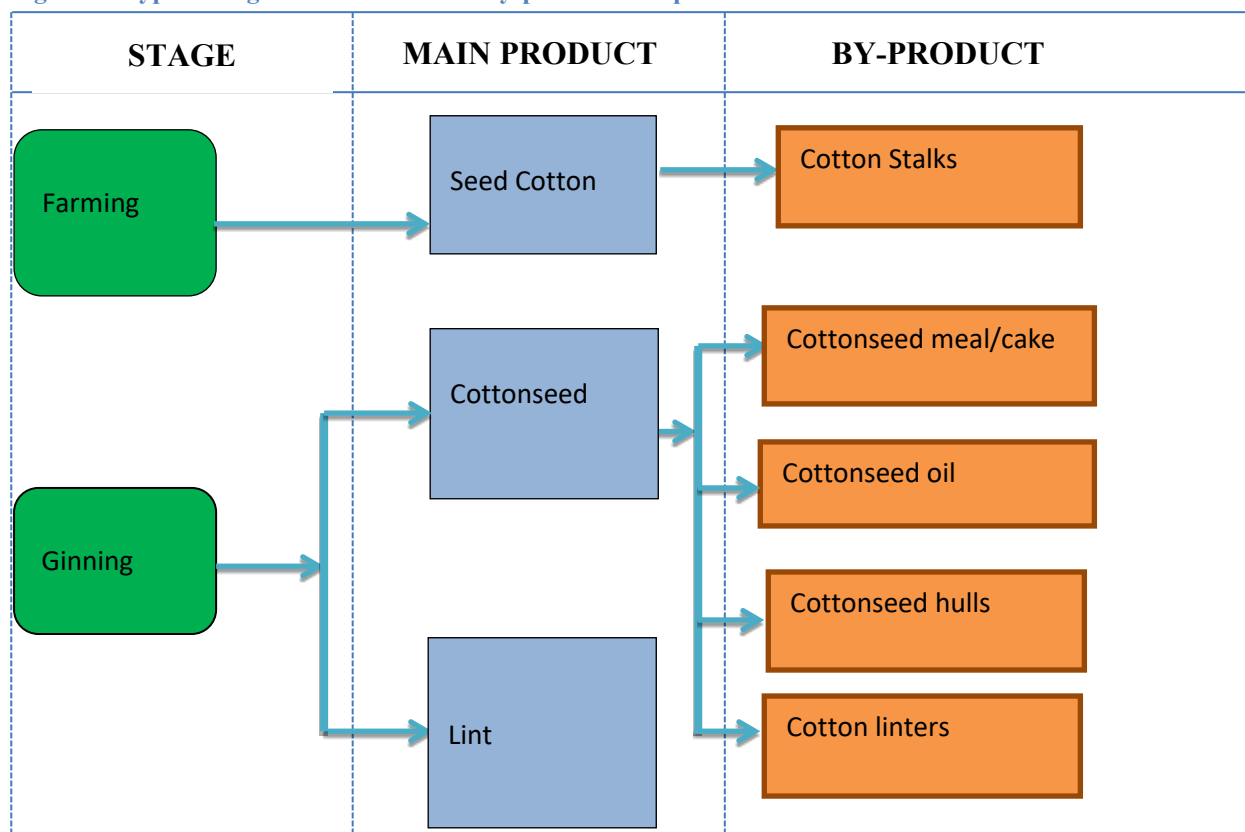 STAGE
MAIN PRODUCT
BY-PRODUCT
Farming
Seed Cotton
Cotton Stalks
Cottonseed meal/cake
Cottonseed
Cottonseed oil
Ginning
Cottonseed hulls
Lint
Cotton linters